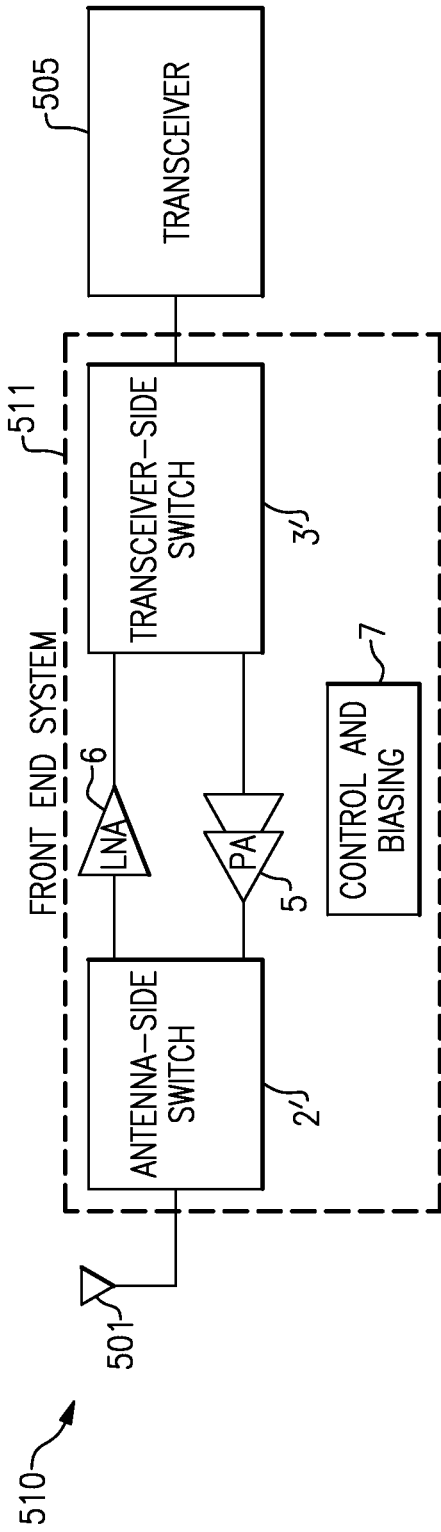 510
501
FRONT END SYSTEM
511
ANTENNA-SIDE
SWITCH
2'
LNA
6
PA
5
TRANSCEIVER-SIDE
SWITCH
3'
CONTROL AND
BIASING
7
TRANSCEIVER
505